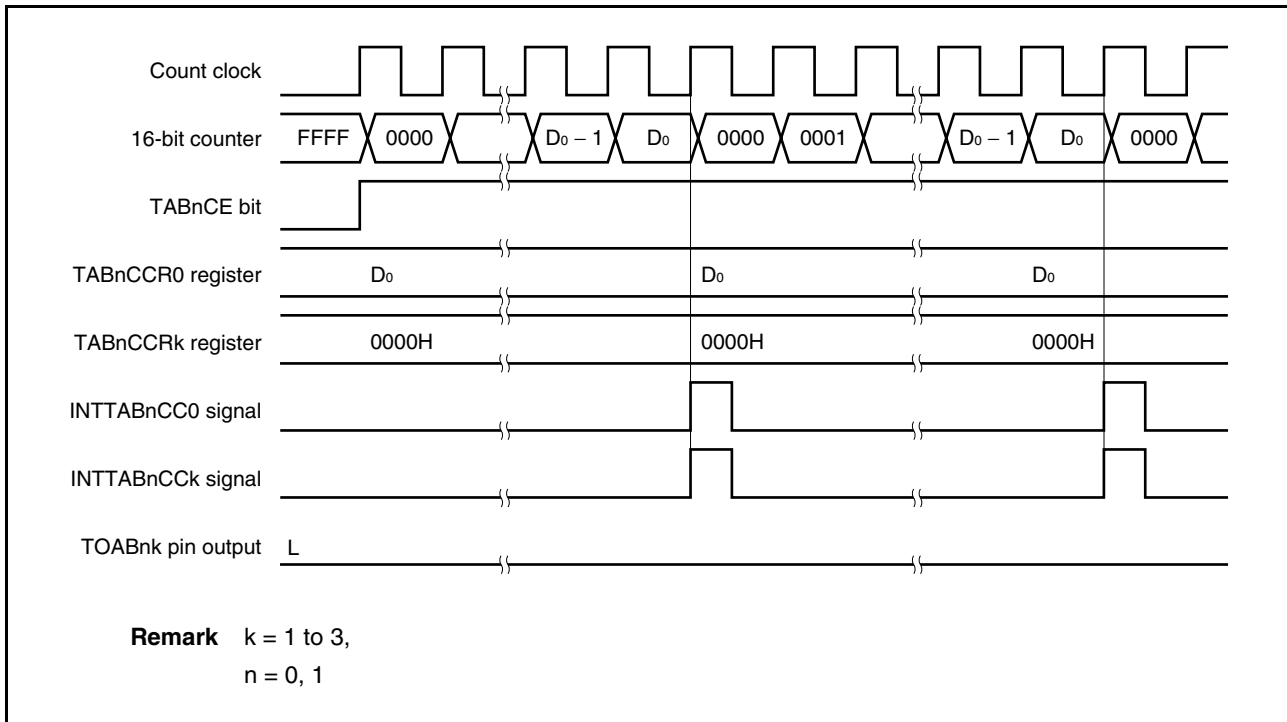 Count clock
16-bit counter FFFF 0000 D₀ − 1 D₀ 0000 0001 D₀ − 1 D₀ 0000
TABnCE bit
TABnCCR0 register D₀ D₀ D₀
TABnCCRk register 0000H 0000H 0000H
INTTABnCC0 signal
INTTABnCCk signal
TOABnk pin output L
Remark k = 1 to 3,
n = 0, 1